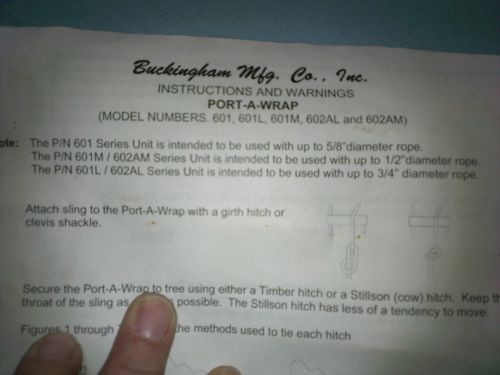 Buckingham Mfg. Co., Inc.
INSTRUCTIONS AND WARNINGS
PORT-A-WRAP
(MODEL NUMBERS. 601, 601L, 601M, 602AL and 602AM)
ote: The P/N 601 Series Unit is intended to be used with up to 5/8"diameter rope.
The P/N 601M / 602AM Series Unit is intended to be used with up to 1/2"diameter rope.
The P/N 601L / 602AL Series Unit is intended to be used with up to 3/4" diameter rope.
Attach sling to the Port-A-Wrap with a girth hitch or
clevis shackle.
Secure the Port-A-Wrap to tree using either a Timber hitch or a Stillson (cow) hitch. Keep th
throat of the sling as possible. The Stillson hitch has less of a tendency to move.
Figures 1 through the methods used to tie each hitch